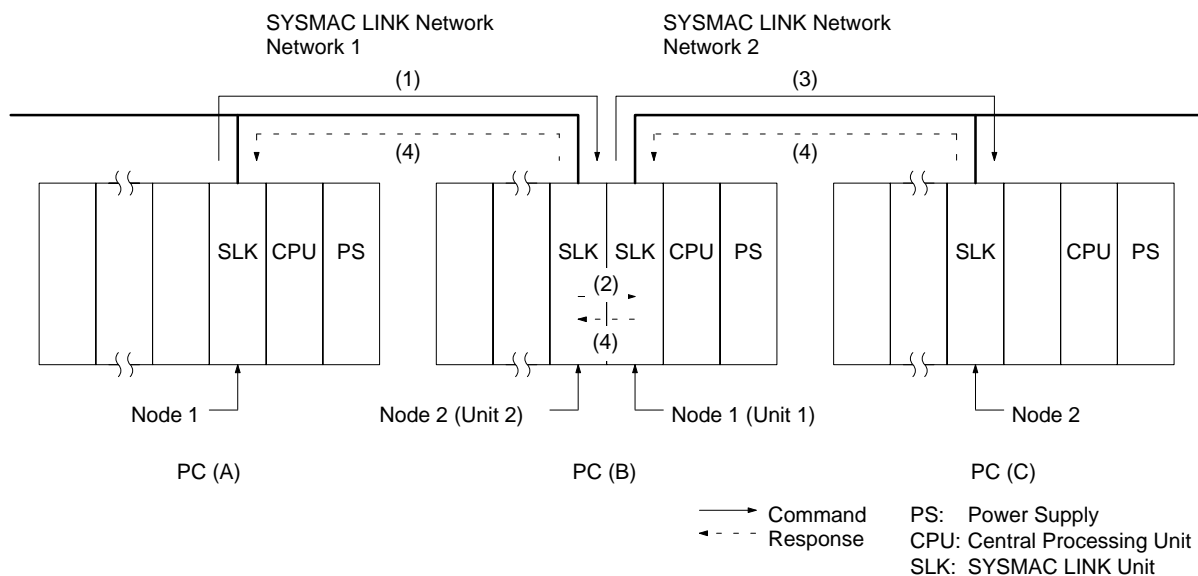 SYSMAC LINK Network
Network 1
SYSMAC LINK Network
Network 2
(1)
(3)
(4)
(4)
SLK
CPU
PS
SLK
SLK
CPU
PS
SLK
CPU
PS
(2)
(4)
Node 1
Node 2 (Unit 2)
Node 1 (Unit 1)
Node 2
PC (A)
PC (B)
PC (C)
Command
Response
PS: Power Supply
CPU: Central Processing Unit
SLK: SYSMAC LINK Unit